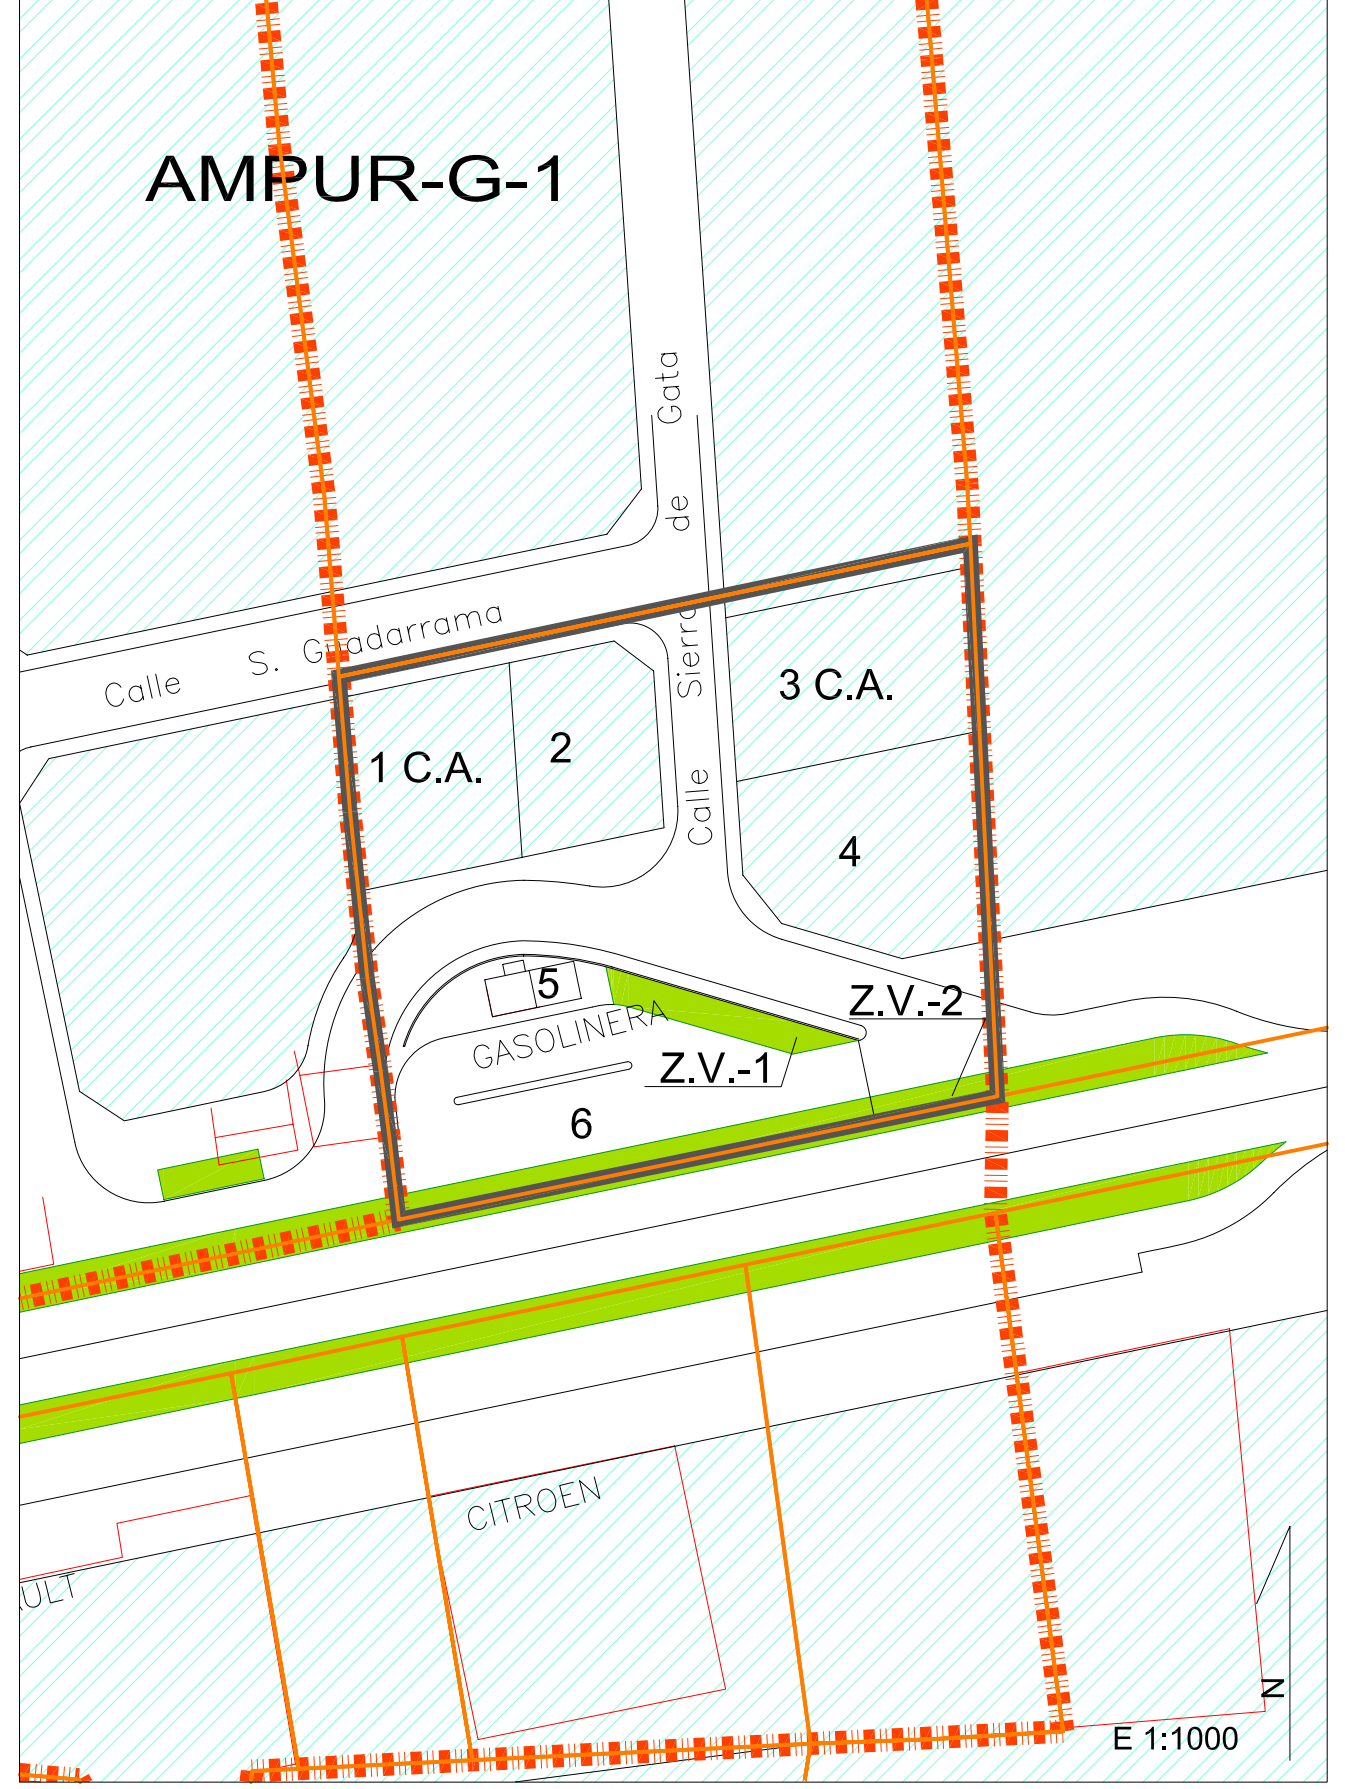 AMPUR-G-1
Calle Sierra de Gata
Calle S. Guadarrama
3 C.A.
1 C.A.
2
4
5
Z.V.-2
GASOLINERA
Z.V.-1
6
CITROEN
ULT
N
E 1:1000